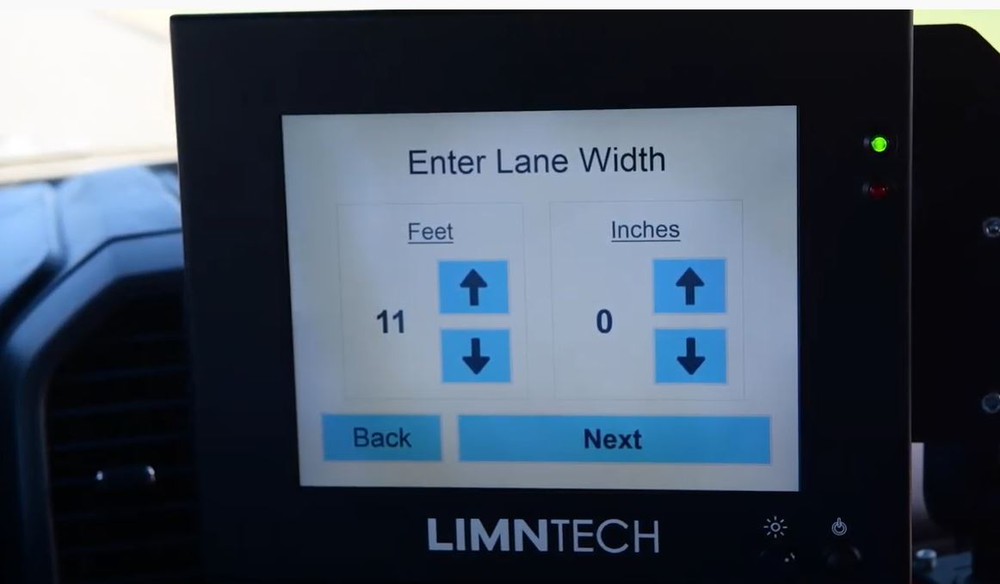 Enter Lane Width
Feet
Inches
11
0
Back
Next
LIMNTECH